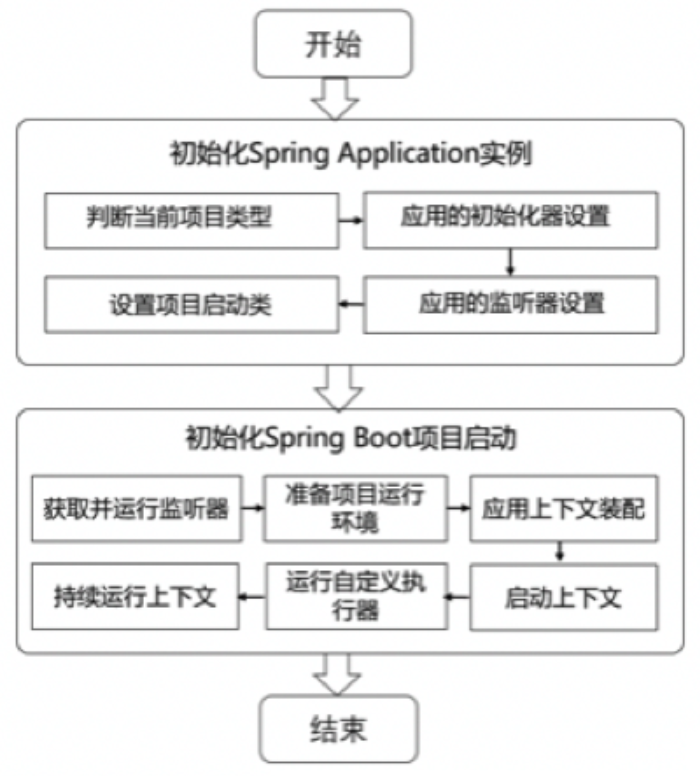 开始
初始化Spring Application实例
判断当前项目类型
应用的初始化器设置
设置项目启动类
应用的监听器设置
初始化Spring Boot项目启动
获取并运行监听器
准备项目运行
环境
应用上下文装配
持续运行上下文
运行自定义执
行器
启动上下文
结束